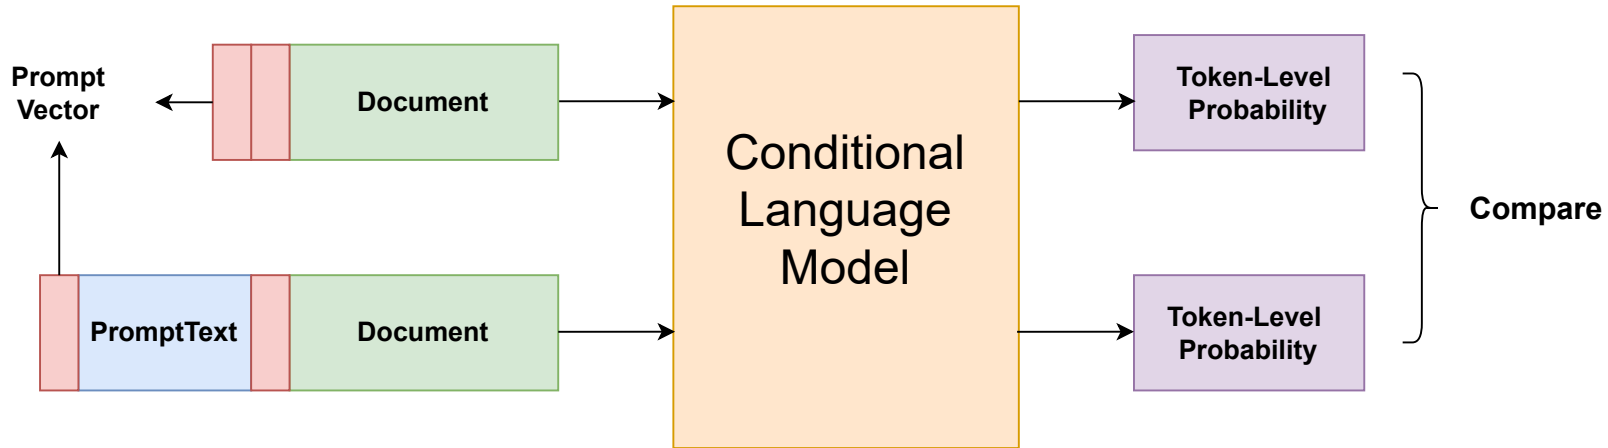 Prompt
Vector
Document
Conditional
Language
Model
Token-Level
Probability
Compare
PromptText
Document
Token-Level
Probability